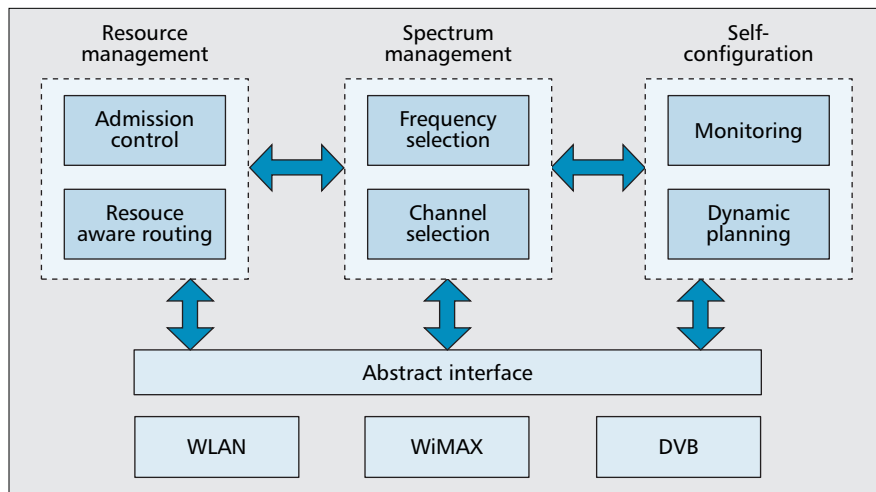 Resource
management
Spectrum
management
Self-
configuration
Admission
control
Frequency
selection
Monitoring
Resouce
aware routing
Channel
selection
Dynamic
planning
Abstract interface
WLAN
WiMAX
DVB